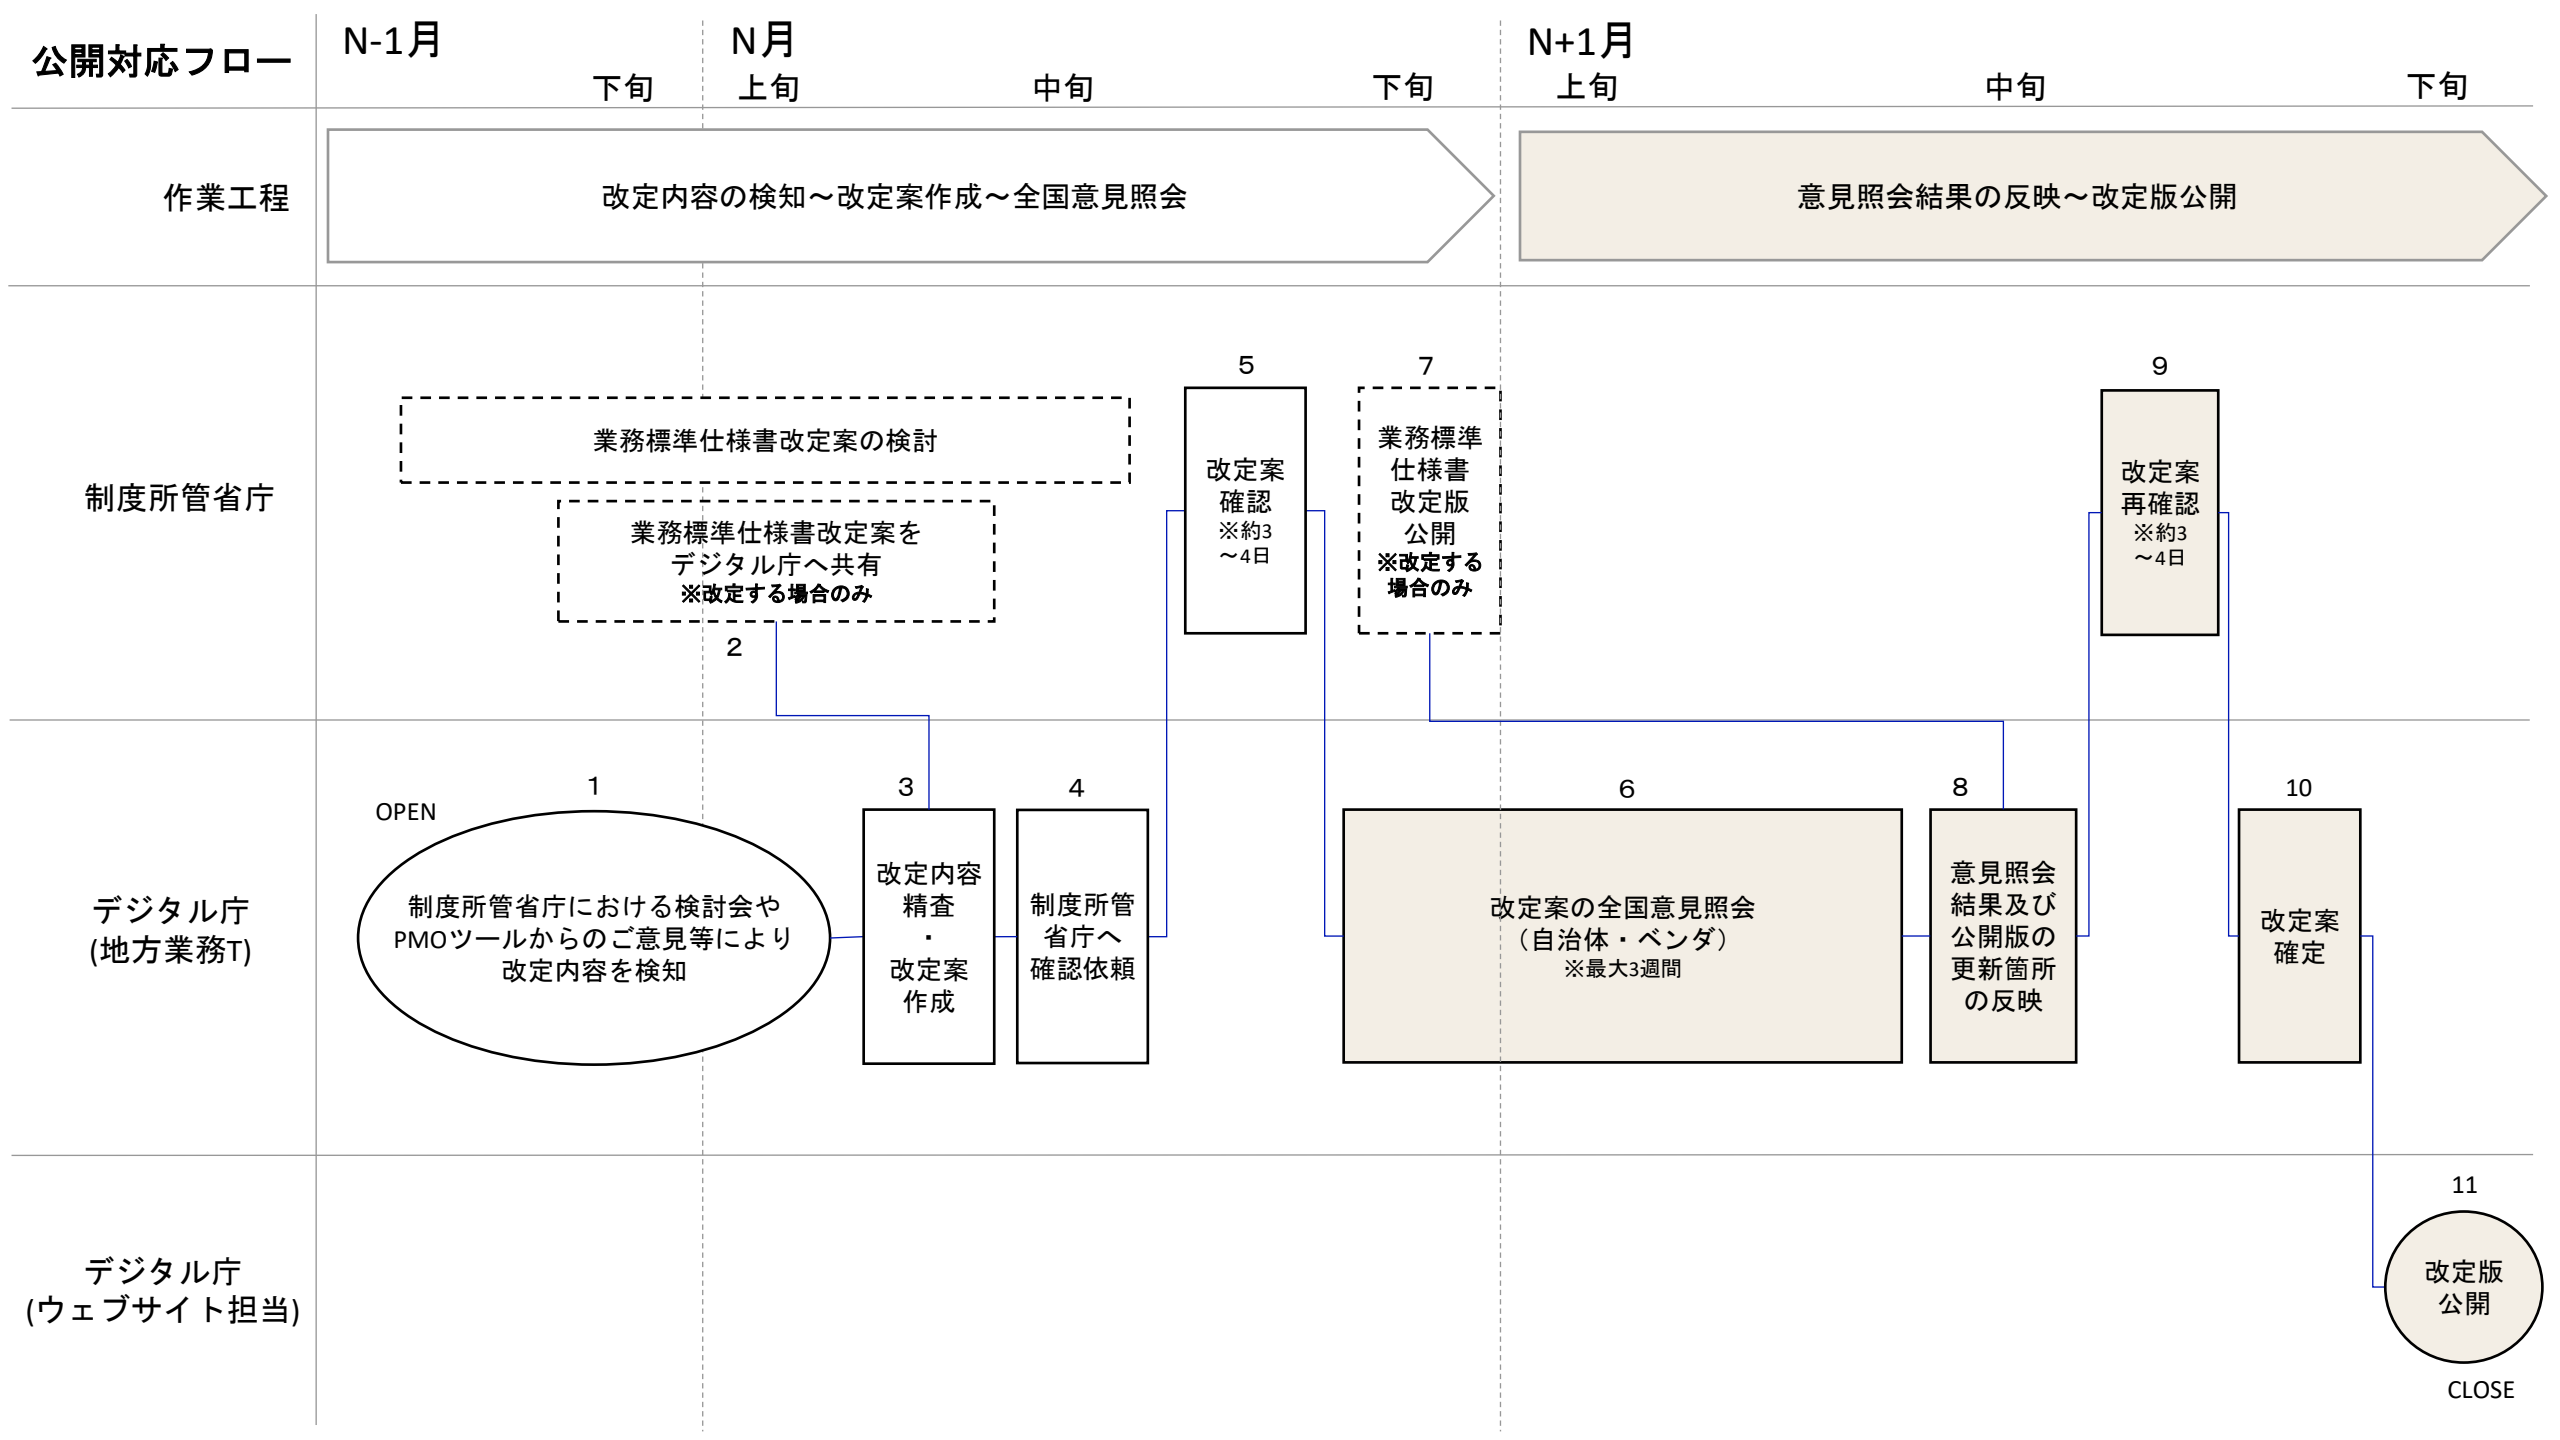 公開対応フロー
N-1月
N月
N+1月
下旬
上旬
中旬
下旬
上旬
中旬
下旬
作業工程
改定内容の検知～改定案作成～全国意見照会
意見照会結果の反映～改定版公開
制度所管省庁
業務標準仕様書改定案の検討
業務標準仕様書改定案を
デジタル庁へ共有
※改定する場合のみ
2
5
改定案
確認
※約3
～4日
7
業務標準
仕様書
改定版
公開
※改定する
場合のみ
9
改定案
再確認
※約3
～4日
デジタル庁
(地方業務T)
OPEN
1
制度所管省庁における検討会や
PMOツールからのご意見等により
改定内容を検知
3
改定内容
精査
・
改定案
作成
4
制度所管
省庁へ
確認依頼
6
改定案の全国意見照会
（自治体・ベンダ）
※最大3週間
8
意見照会
結果及び
公開版の
更新箇所
の反映
10
改定案
確定
デジタル庁
(ウェブサイト担当)
11
改定版
公開
CLOSE